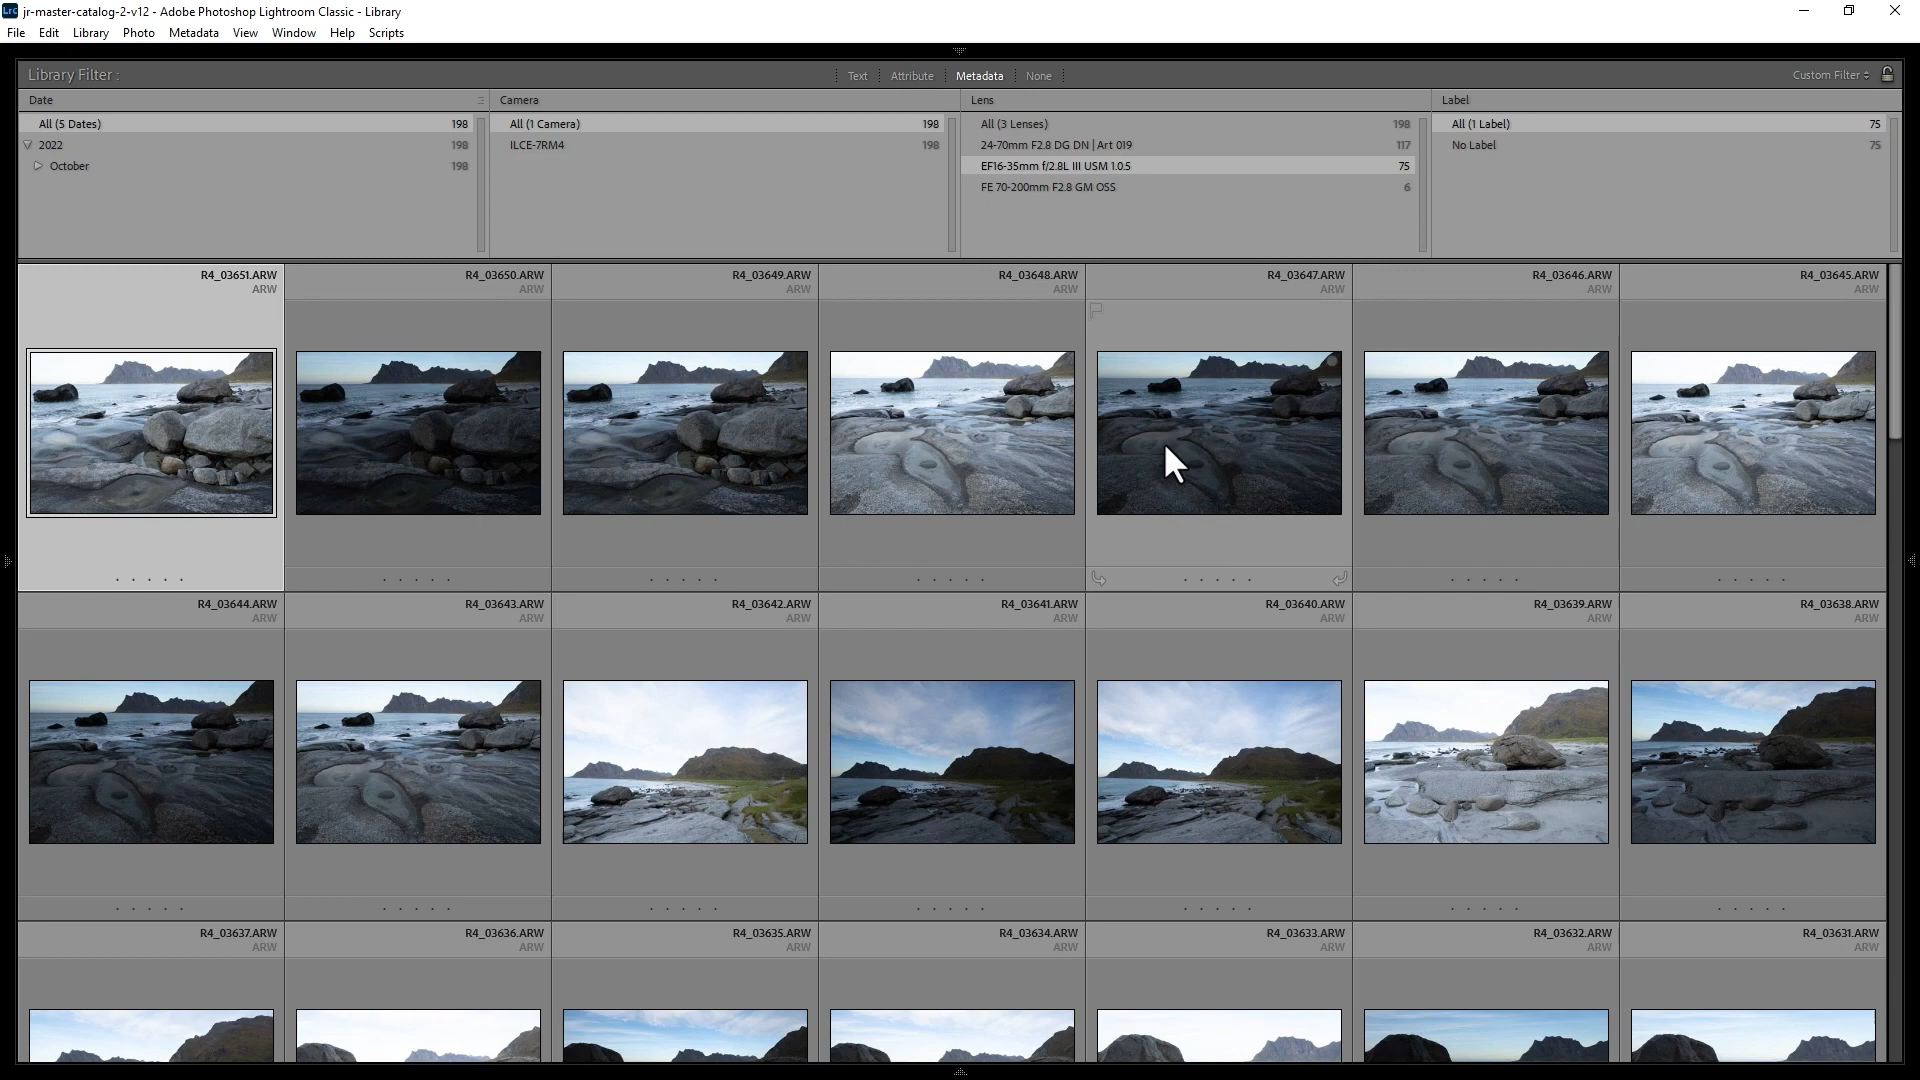 Lrc jr-master-catalog-2-v12 - Adobe Photoshop Lightroom Classic - Library
File Edit Library Photo Metadata View Window Help Scripts
Library Filter : Text Attribute Metadata None Custom Filter
Date Camera Lens Label
All (5 Dates) 198 All (1 Camera) 198 All (3 Lenses) 198 All (1 Label) 75
2022 198 ILCE-7RM4 198 24-70mm F2.8 DG DN | Art 019 117 No Label 75
October 198 EF16-35mm f/2.8L III USM 1.0.5 75
FE 70-200mm F2.8 GM OSS 6
R4_03651.ARW R4_03650.ARW R4_03649.ARW R4_03648.ARW R4_03647.ARW R4_03646.ARW R4_03645.ARW
ARW ARW ARW ARW ARW ARW ARW
R4_03644.ARW R4_03643.ARW R4_03642.ARW R4_03641.ARW R4_03640.ARW R4_03639.ARW R4_03638.ARW
ARW ARW ARW ARW ARW ARW ARW
R4_03637.ARW R4_03636.ARW R4_03635.ARW R4_03634.ARW R4_03633.ARW R4_03632.ARW R4_03631.ARW
ARW ARW ARW ARW ARW ARW ARW